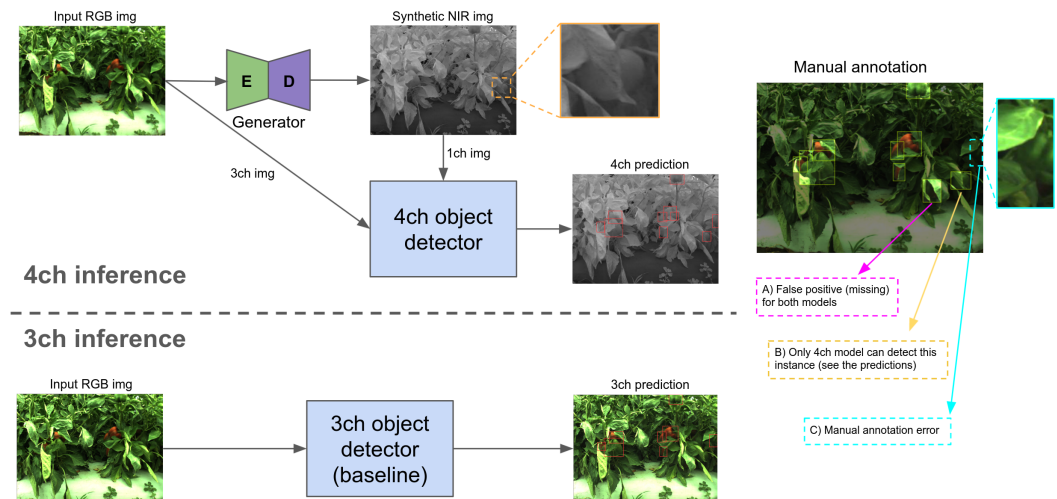 Input RGB img
Synthetic NIR img
E
D
Generator
1ch img
3ch img
4ch prediction
4ch object
detector
4ch inference
3ch inference
Input RGB img
3ch prediction
3ch object
detector
(baseline)
Manual annotation
A) False positive (missing)
for both models
B) Only 4ch model can detect this
instance (see the predictions)
C) Manual annotation error